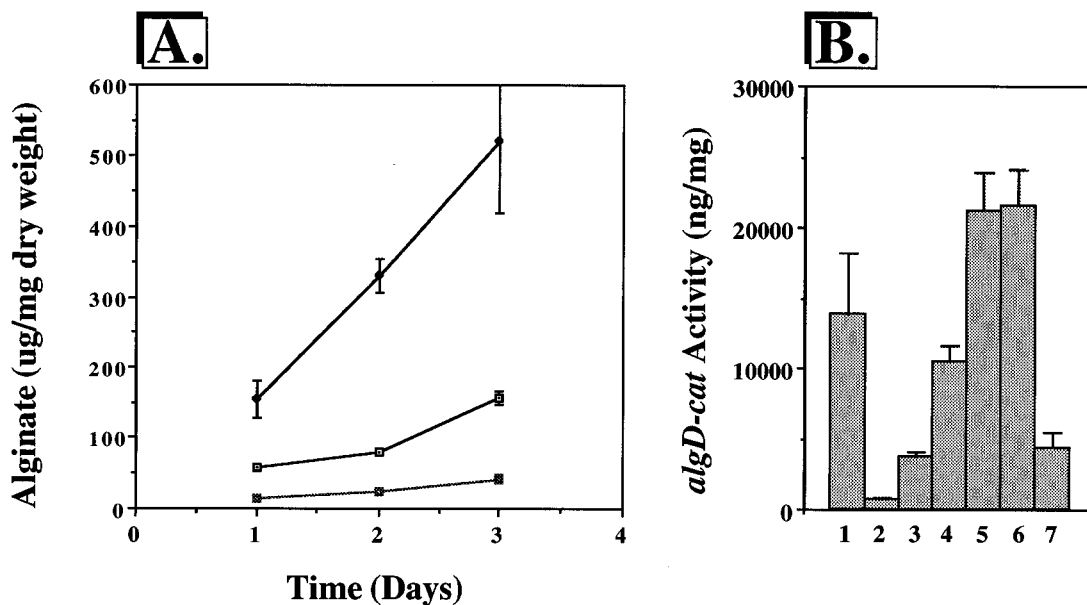 A.
Alginate (ug/mg dry weight)
600
500
400
300
200
150
100
0
0
1
2
3
4
Time (Days)
B.
algD-cat Activity (ng/mg)
30000
20000
10000
0
1 2 3 4 5 6 7